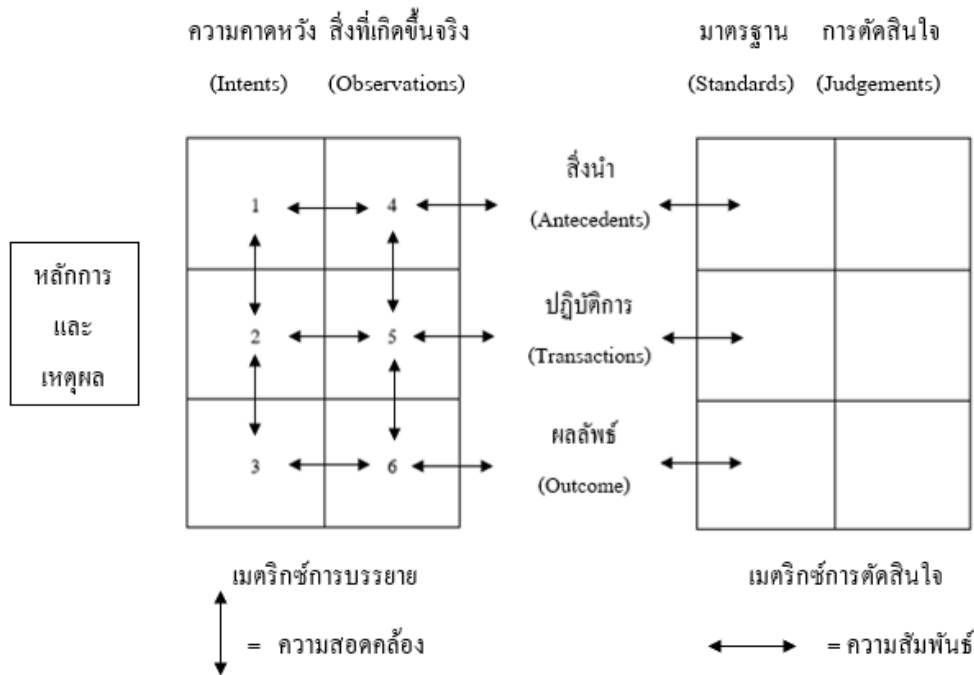 ความคาดหวัง สิ่งที่เกิดขึ้นจริง
(Intents) (Observations)
มาตรฐาน การตัดสินใจ
(Standards) (Judgements)
หลักการ
และ
เหตุผล
1 4
2 5
3 6
สิ่งนำ
(Antecedents)
ปฏิบัติการ
(Transactions)
ผลลัพธ์
(Outcome)
เมตริกซ์การบรรยาย
เมตริกซ์การตัดสินใจ
= ความสอดคล้อง
= ความสัมพันธ์